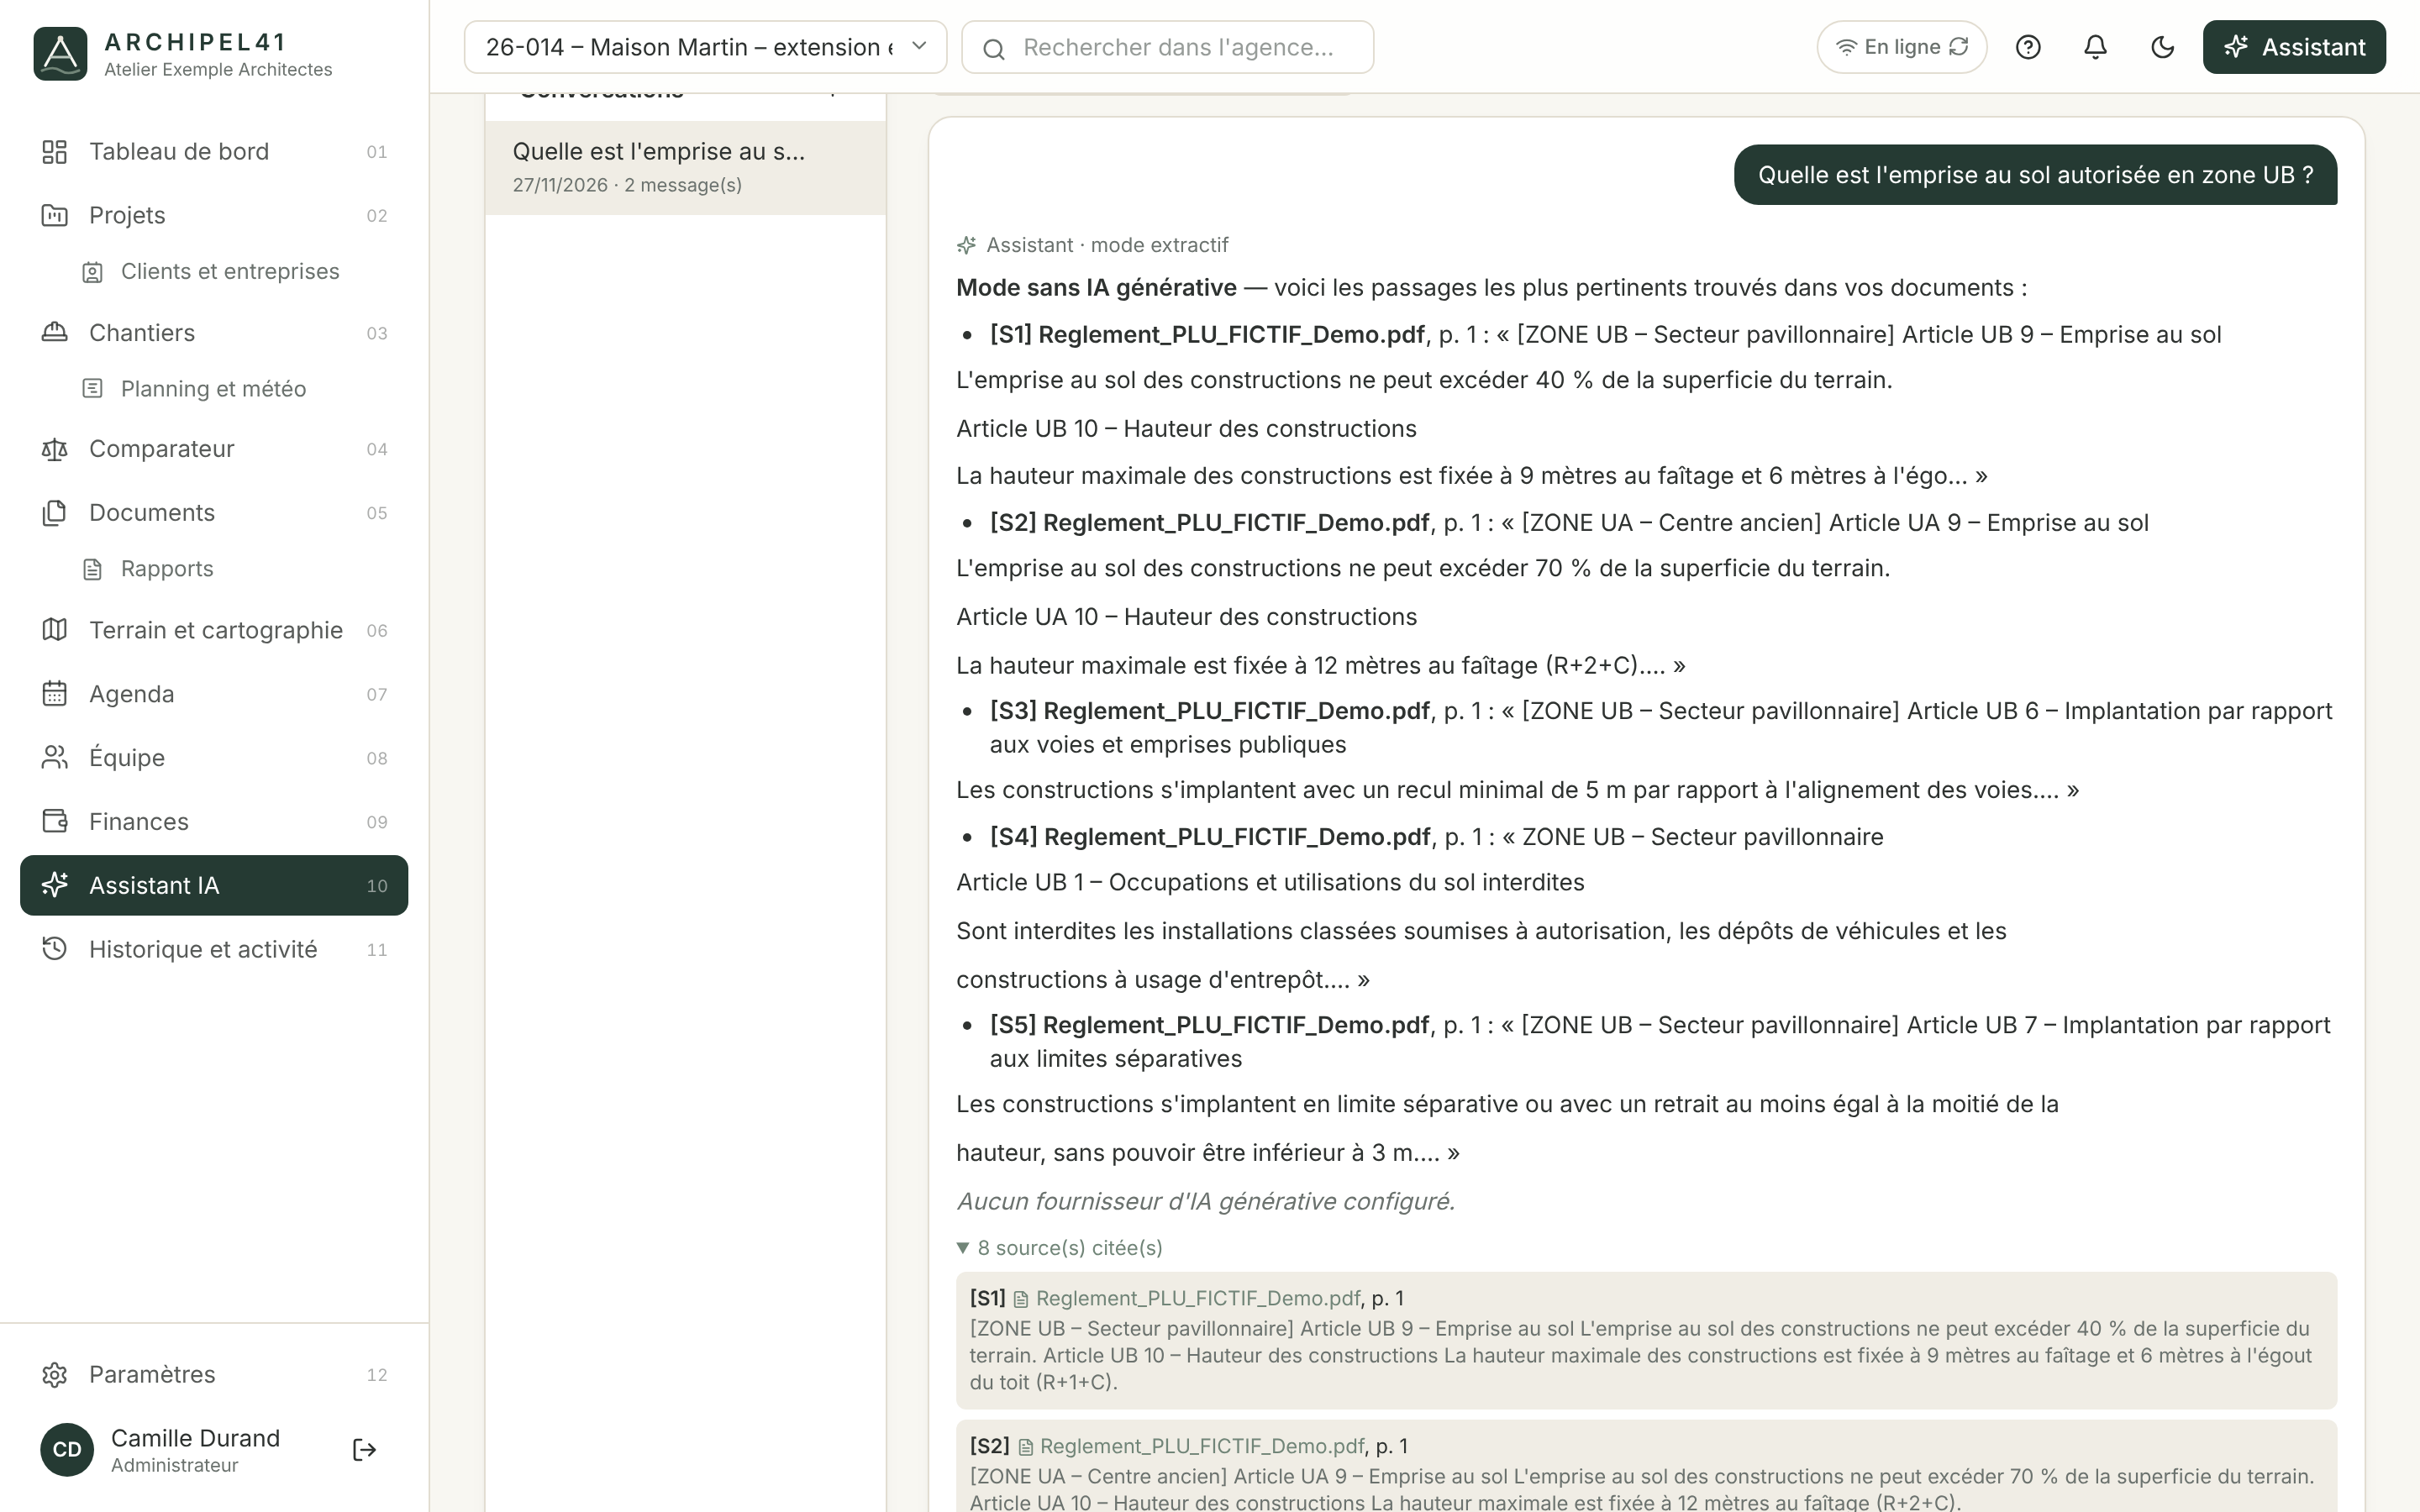 ARCHIPEL41
Atelier Exemple Architectes
Tableau de bord 01
Projets 02
Clients et entreprises
Chantiers 03
Planning et météo
Comparateur 04
Documents 05
Rapports
Terrain et cartographie 06
Agenda 07
Équipe 08
Finances 09
Assistant IA 10
Historique et activité 11
Paramètres 12
CD
Camille Durand
Administrateur
26-014 – Maison Martin – extension
Rechercher dans l'agence...
En ligne
Assistant
Conversations
Quelle est l'emprise au s...
27/11/2026 · 2 message(s)
Quelle est l'emprise au sol autorisée en zone UB ?
Assistant · mode extractif
Mode sans IA générative — voici les passages les plus pertinents trouvés dans vos documents :
• [S1] Reglement_PLU_FICTIF_Demo.pdf, p. 1 : « [ZONE UB – Secteur pavillonnaire] Article UB 9 – Emprise au sol
L'emprise au sol des constructions ne peut excéder 40 % de la superficie du terrain.
Article UB 10 – Hauteur des constructions
La hauteur maximale des constructions est fixée à 9 mètres au faîtage et 6 mètres à l'égo... »
• [S2] Reglement_PLU_FICTIF_Demo.pdf, p. 1 : « [ZONE UA – Centre ancien] Article UA 9 – Emprise au sol
L'emprise au sol des constructions ne peut excéder 70 % de la superficie du terrain.
Article UA 10 – Hauteur des constructions
La hauteur maximale est fixée à 12 mètres au faîtage (R+2+C).... »
• [S3] Reglement_PLU_FICTIF_Demo.pdf, p. 1 : « [ZONE UB – Secteur pavillonnaire] Article UB 6 – Implantation par rapport
aux voies et emprises publiques
Les constructions s'implantent avec un recul minimal de 5 m par rapport à l'alignement des voies.... »
• [S4] Reglement_PLU_FICTIF_Demo.pdf, p. 1 : « ZONE UB – Secteur pavillonnaire
Article UB 1 – Occupations et utilisations du sol interdites
Sont interdites les installations classées soumises à autorisation, les dépôts de véhicules et les
constructions à usage d'entrepôt.... »
• [S5] Reglement_PLU_FICTIF_Demo.pdf, p. 1 : « [ZONE UB – Secteur pavillonnaire] Article UB 7 – Implantation par rapport
aux limites séparatives
Les constructions s'implantent en limite séparative ou avec un retrait au moins égal à la moitié de la
hauteur, sans pouvoir être inférieur à 3 m.... »
Aucun fournisseur d'IA générative configuré.
▼ 8 source(s) citée(s)
[S1] Reglement_PLU_FICTIF_Demo.pdf, p. 1
[ZONE UB – Secteur pavillonnaire] Article UB 9 – Emprise au sol L'emprise au sol des constructions ne peut excéder 40 % de la superficie du
terrain. Article UB 10 – Hauteur des constructions La hauteur maximale des constructions est fixée à 9 mètres au faîtage et 6 mètres à l'égout
du toit (R+1+C).
[S2] Reglement_PLU_FICTIF_Demo.pdf, p. 1
[ZONE UA – Centre ancien] Article UA 9 – Emprise au sol L'emprise au sol des constructions ne peut excéder 70 % de la superficie du terrain.
Article UA 10 – Hauteur des constructions La hauteur maximale est fixée à 12 mètres au faîtage (R+2+C).